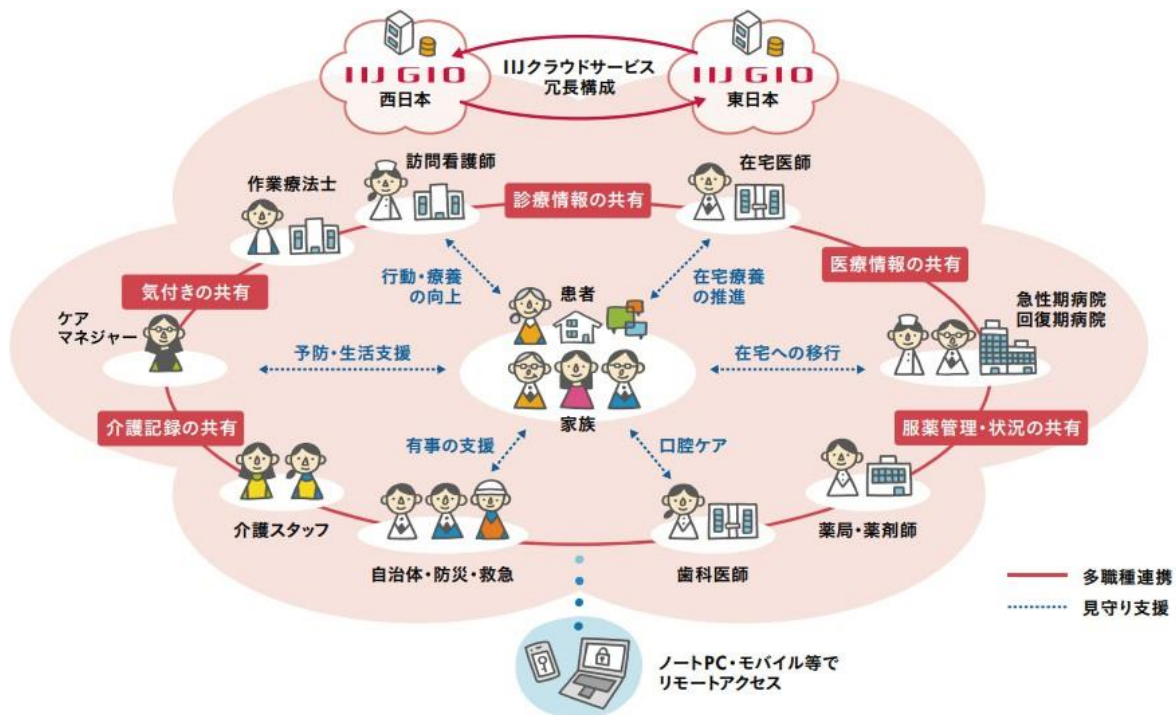 IIJ GIO
西日本
IIJクラウドサービス
冗長構成
IIJ GIO
東日本
訪問看護師
在宅医師
作業療法士
診療情報の共有
気付きの共有
行動・療養
の向上
患者
在宅療養
の推進
医療情報の共有
急性期病院
回復期病院
ケア
マネジャー
予防・生活支援
在宅への移行
介護記録の共有
家族
服薬管理・状況の共有
有事の支援
口腔ケア
介護スタッフ
自治体・防災・救急
歯科医師
薬局・薬剤師
多職種連携
見守り支援
ノートPC・モバイル等で
リモートアクセス